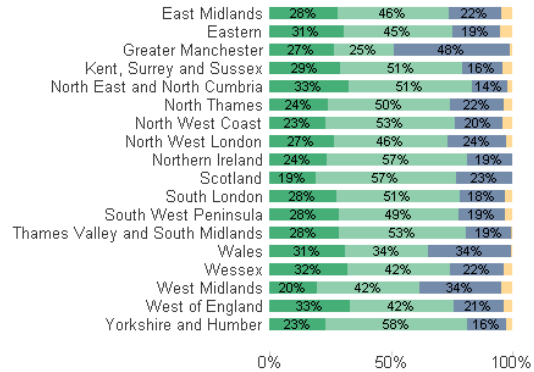 East Midlands 28% 46% 22%
Eastern 31% 45% 19%
Greater Manchester 27% 25% 48%
Kent, Surrey and Sussex 29% 51% 16%
North East and North Cumbria 33% 51% 14%
North Thames 24% 50% 22%
North West Coast 23% 53% 20%
North West London 27% 46% 24%
Northern Ireland 24% 57% 19%
Scotland 19% 57% 23%
South London 28% 51% 18%
South West Peninsula 28% 49% 19%
Thames Valley and South Midlands 28% 53% 19%
Wales 31% 34% 34%
Wessex 32% 42% 22%
West Midlands 20% 42% 34%
West of England 33% 42% 21%
Yorkshire and Humber 23% 58% 16%
0% 50% 100%